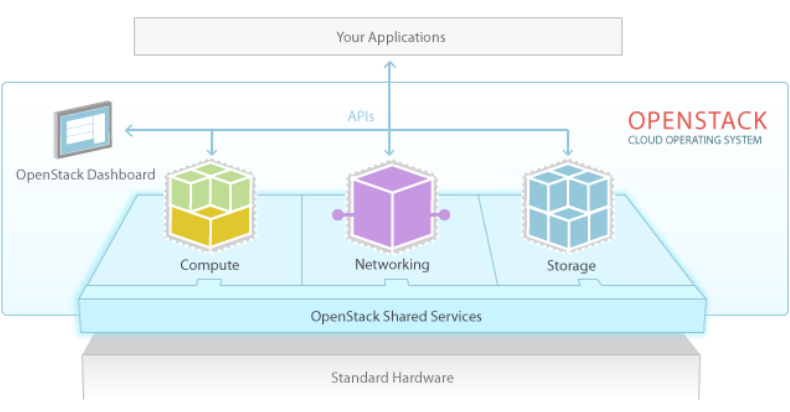 Your Applications
APIs
OPENSTACK
CLOUD OPERATING SYSTEM
OpenStack Dashboard
Compute
Networking
Storage
OpenStack Shared Services
Standard Hardware